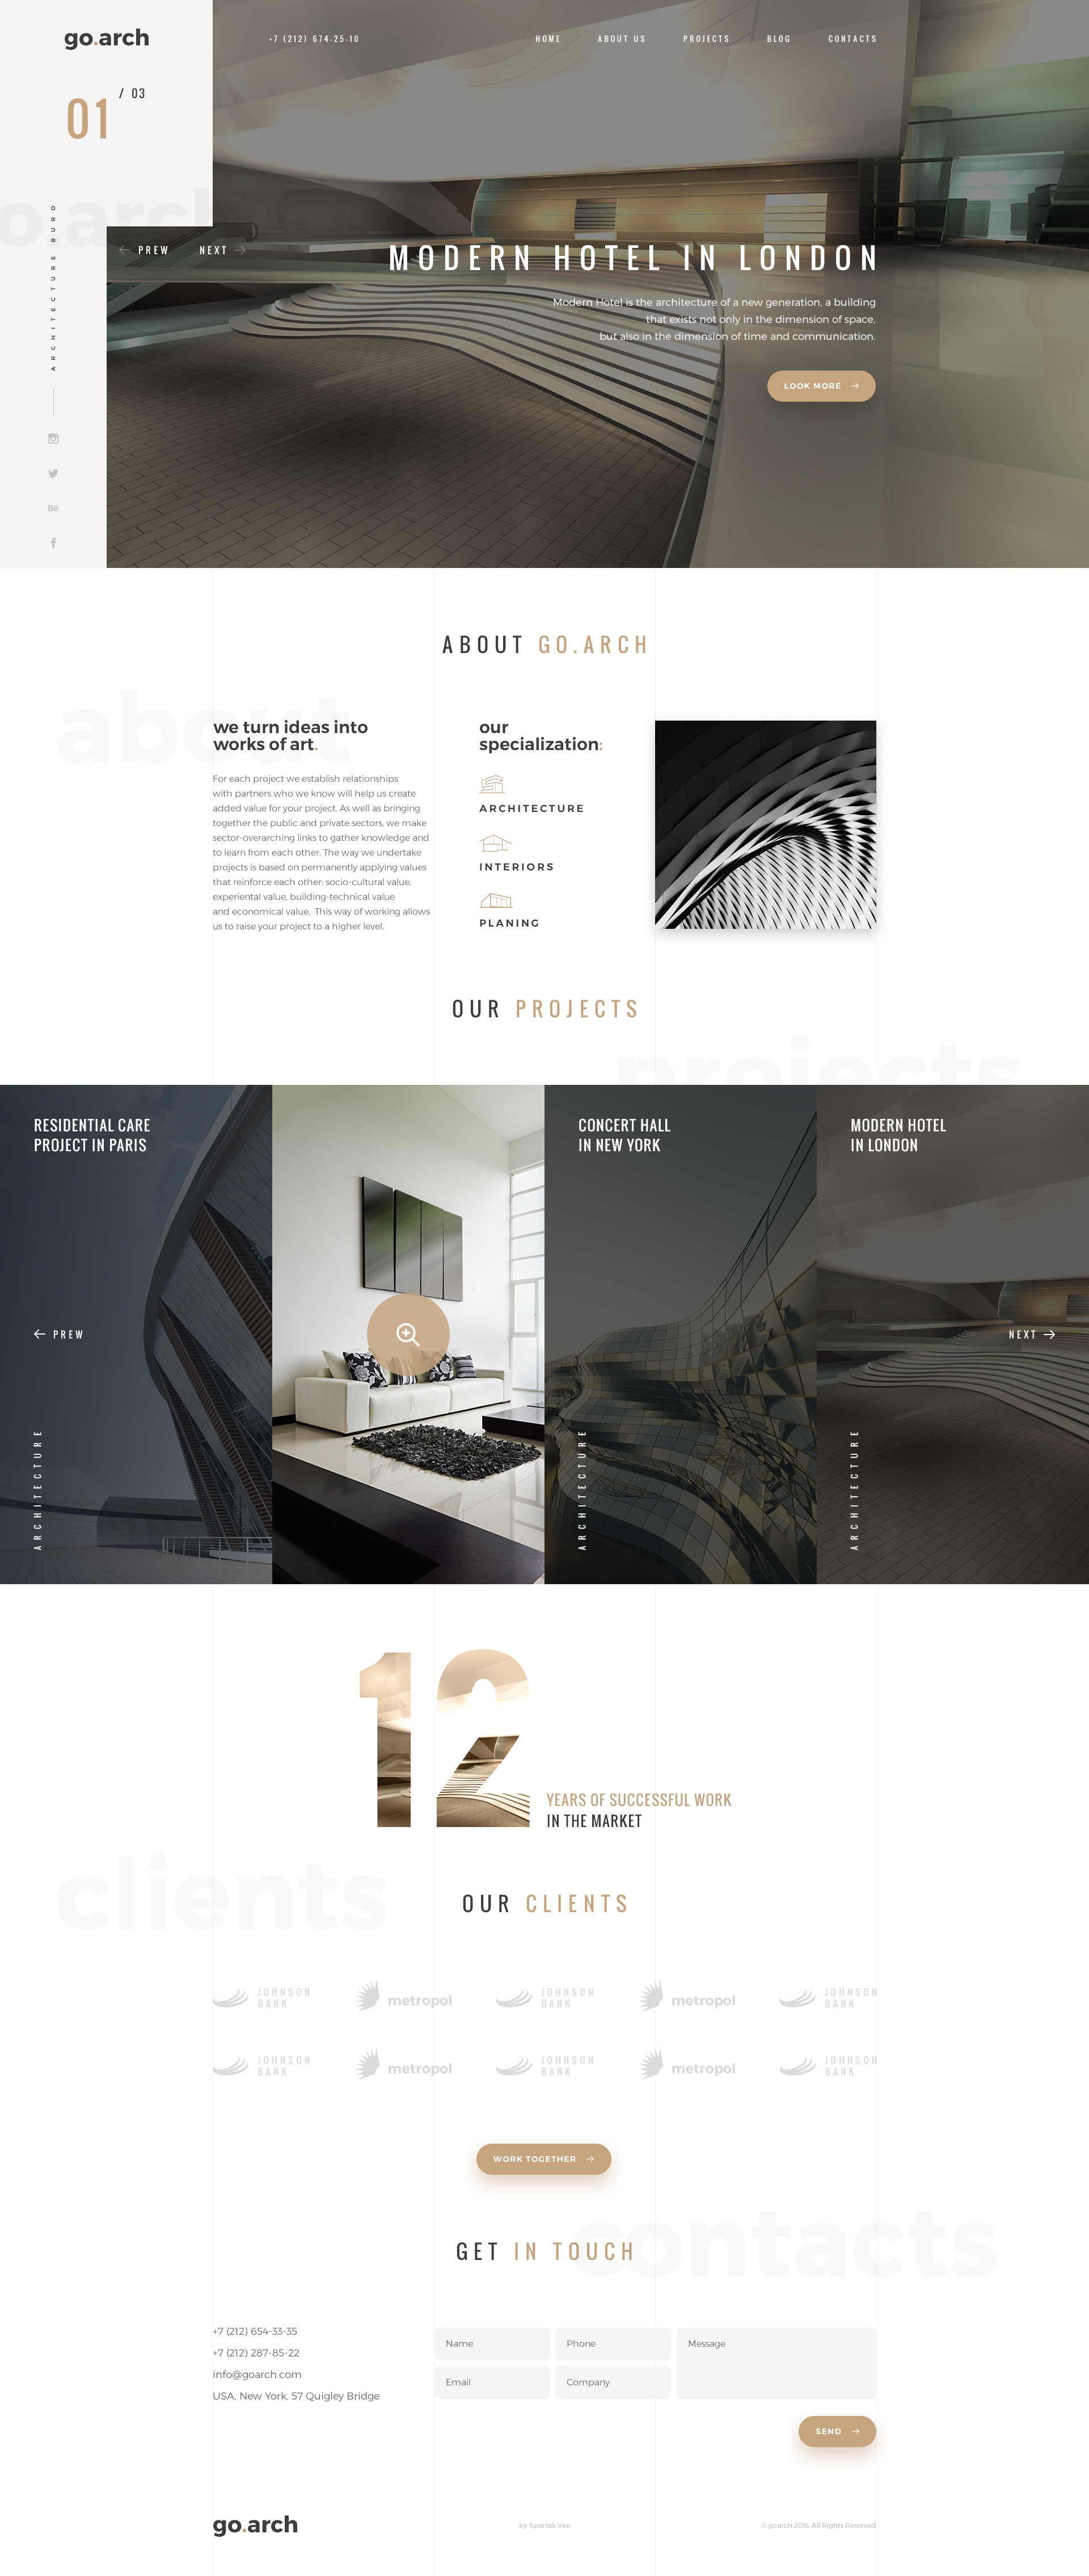 go.arch
+7 (212) 674-25-10
HOME
ABOUT US
PROJECTS
BLOG
CONTACTS
01
/ 03
o.arch
ARCHITECTURE BURO
PREW
NEXT
MODERN HOTEL IN LONDON
Modern Hotel is the architecture of a new generation, a building
that exists not only in the dimension of space,
but also in the dimension of time and communication.
LOOK MORE
Bē
ABOUT GO.ARCH
about
we turn ideas into
works of art.
For each project we establish relationships
with partners who we know will help us create
added value for your project. As well as bringing
together the public and private sectors, we make
sector-overarching links to gather knowledge and
to learn from each other. The way we undertake
projects is based on permanently applying values
that reinforce each other: socio-cultural value,
experiental value, building-technical value
and economical value.  This way of working allows
us to raise your project to a higher level.
our
specialization:
ARCHITECTURE
INTERIORS
PLANING
OUR PROJECTS
projects
RESIDENTIAL CARE
PROJECT IN PARIS
PREW
ARCHITECTURE
CONCERT HALL
IN NEW YORK
ARCHITECTURE
MODERN HOTEL
IN LONDON
NEXT
ARCHITECTURE
12
YEARS OF SUCCESSFUL WORK
IN THE MARKET
clients
OUR CLIENTS
JOHNSON
BANK
metropol
JOHNSON
BANK
metropol
JOHNSON
BANK
JOHNSON
BANK
metropol
JOHNSON
BANK
metropol
JOHNSON
BANK
WORK TOGETHER
contacts
GET IN TOUCH
+7 (212) 654-33-35
+7 (212) 287-85-22
info@goarch.com
USA, New York, 57 Quigley Bridge
Name
Phone
Message
Email
Company
SEND
go.arch
by Spartak Vee
© go.arch 2016. All Rights Reserved